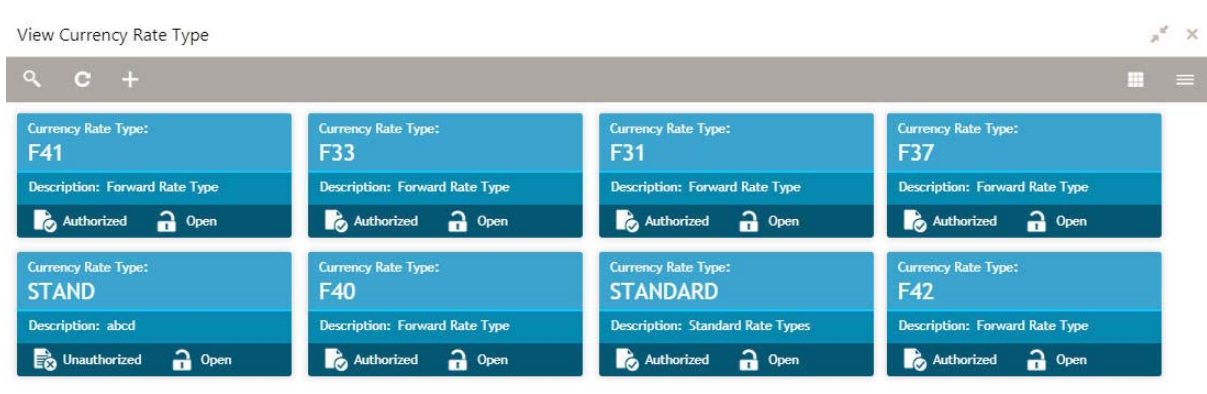 View Currency Rate Type
Currency Rate Type:
F41
Description: Forward Rate Type
Authorized Open
Currency Rate Type:
F33
Description: Forward Rate Type
Authorized Open
Currency Rate Type:
F31
Description: Forward Rate Type
Authorized Open
Currency Rate Type:
F37
Description: Forward Rate Type
Authorized Open
Currency Rate Type:
STAND
Description: abcd
Unauthorized Open
Currency Rate Type:
F40
Description: Forward Rate Type
Authorized Open
Currency Rate Type:
STANDARD
Description: Standard Rate Types
Authorized Open
Currency Rate Type:
F42
Description: Forward Rate Type
Authorized Open